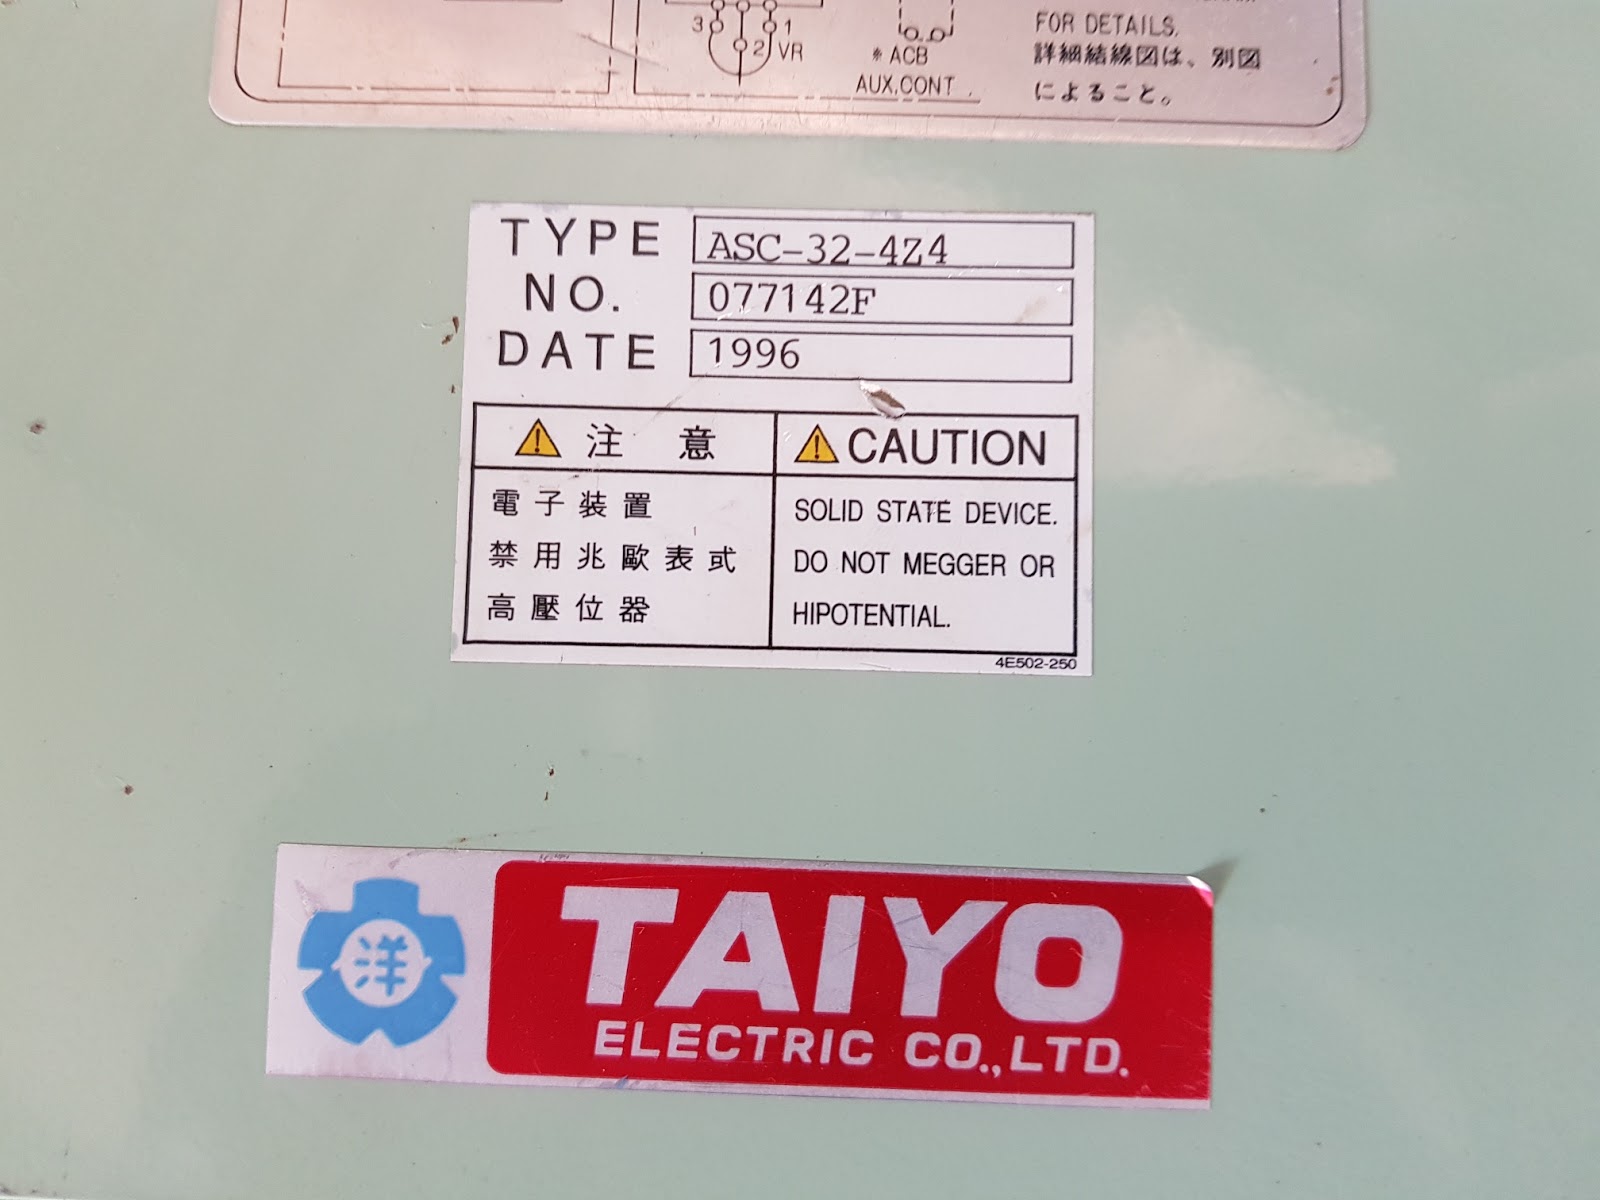 3 1
2 VR
* ACB
AUX.CONT.
FOR DETAILS.
詳細結線図は、別図
によること。
TYPE ASC-32-4Z4
NO. 077142F
DATE 1996
注 意
電子装置
禁用兆歐表或
高壓位器
CAUTION
SOLID STATE DEVICE.
DO NOT MEGGER OR
HIPOTENTIAL.
4E502-250
洋
TAIYO
ELECTRIC CO.,LTD.